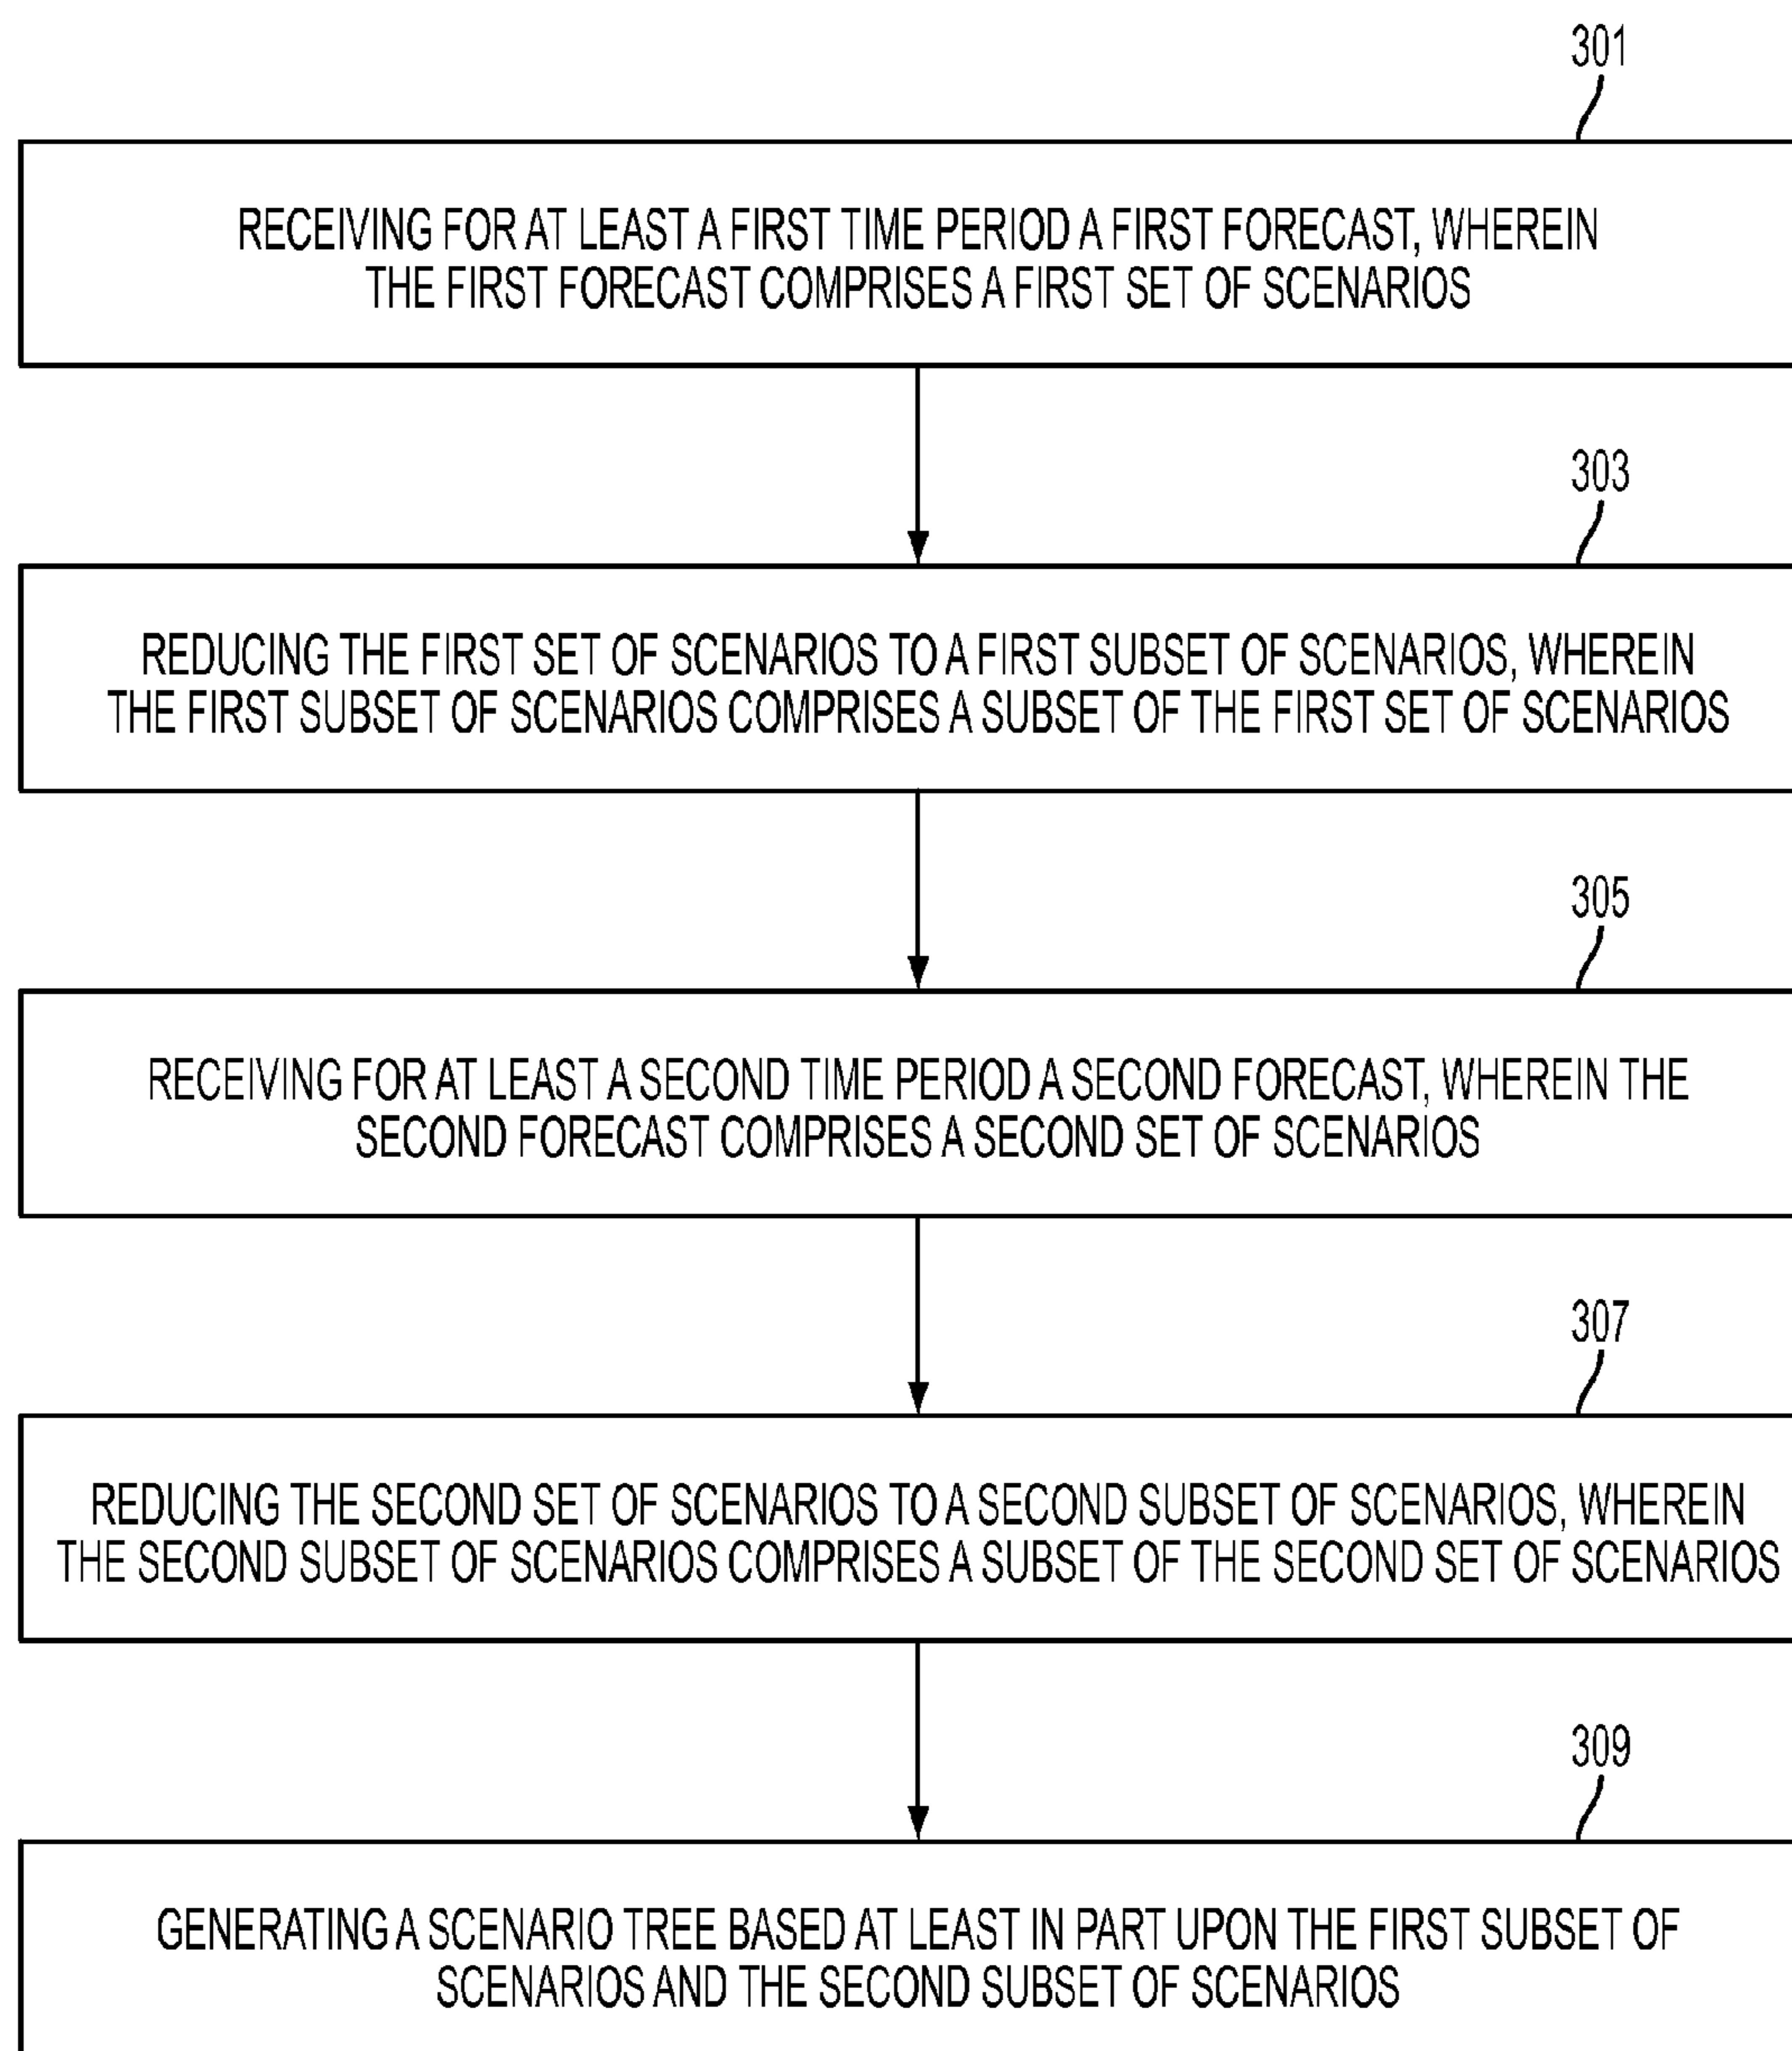 301
RECEIVING FOR AT LEAST A FIRST TIME PERIOD A FIRST FORECAST, WHEREIN
THE FIRST FORECAST COMPRISES A FIRST SET OF SCENARIOS
303
REDUCING THE FIRST SET OF SCENARIOS TO A FIRST SUBSET OF SCENARIOS, WHEREIN
THE FIRST SUBSET OF SCENARIOS COMPRISES A SUBSET OF THE FIRST SET OF SCENARIOS
305
RECEIVING FOR AT LEAST A SECOND TIME PERIOD A SECOND FORECAST, WHEREIN THE
SECOND FORECAST COMPRISES A SECOND SET OF SCENARIOS
307
REDUCING THE SECOND SET OF SCENARIOS TO A SECOND SUBSET OF SCENARIOS, WHEREIN
THE SECOND SUBSET OF SCENARIOS COMPRISES A SUBSET OF THE SECOND SET OF SCENARIOS
309
GENERATING A SCENARIO TREE BASED AT LEAST IN PART UPON THE FIRST SUBSET OF
SCENARIOS AND THE SECOND SUBSET OF SCENARIOS